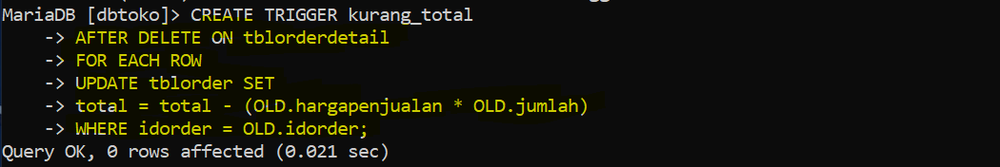 MariaDB [dbtoko]> CREATE TRIGGER kurang_total
-> AFTER DELETE ON tblorderdetail
-> FOR EACH ROW
-> UPDATE tblorder SET
-> total = total - (OLD.hargapenjualan * OLD.jumlah)
-> WHERE idorder = OLD.idorder;
Query OK, 0 rows affected (0.021 sec)